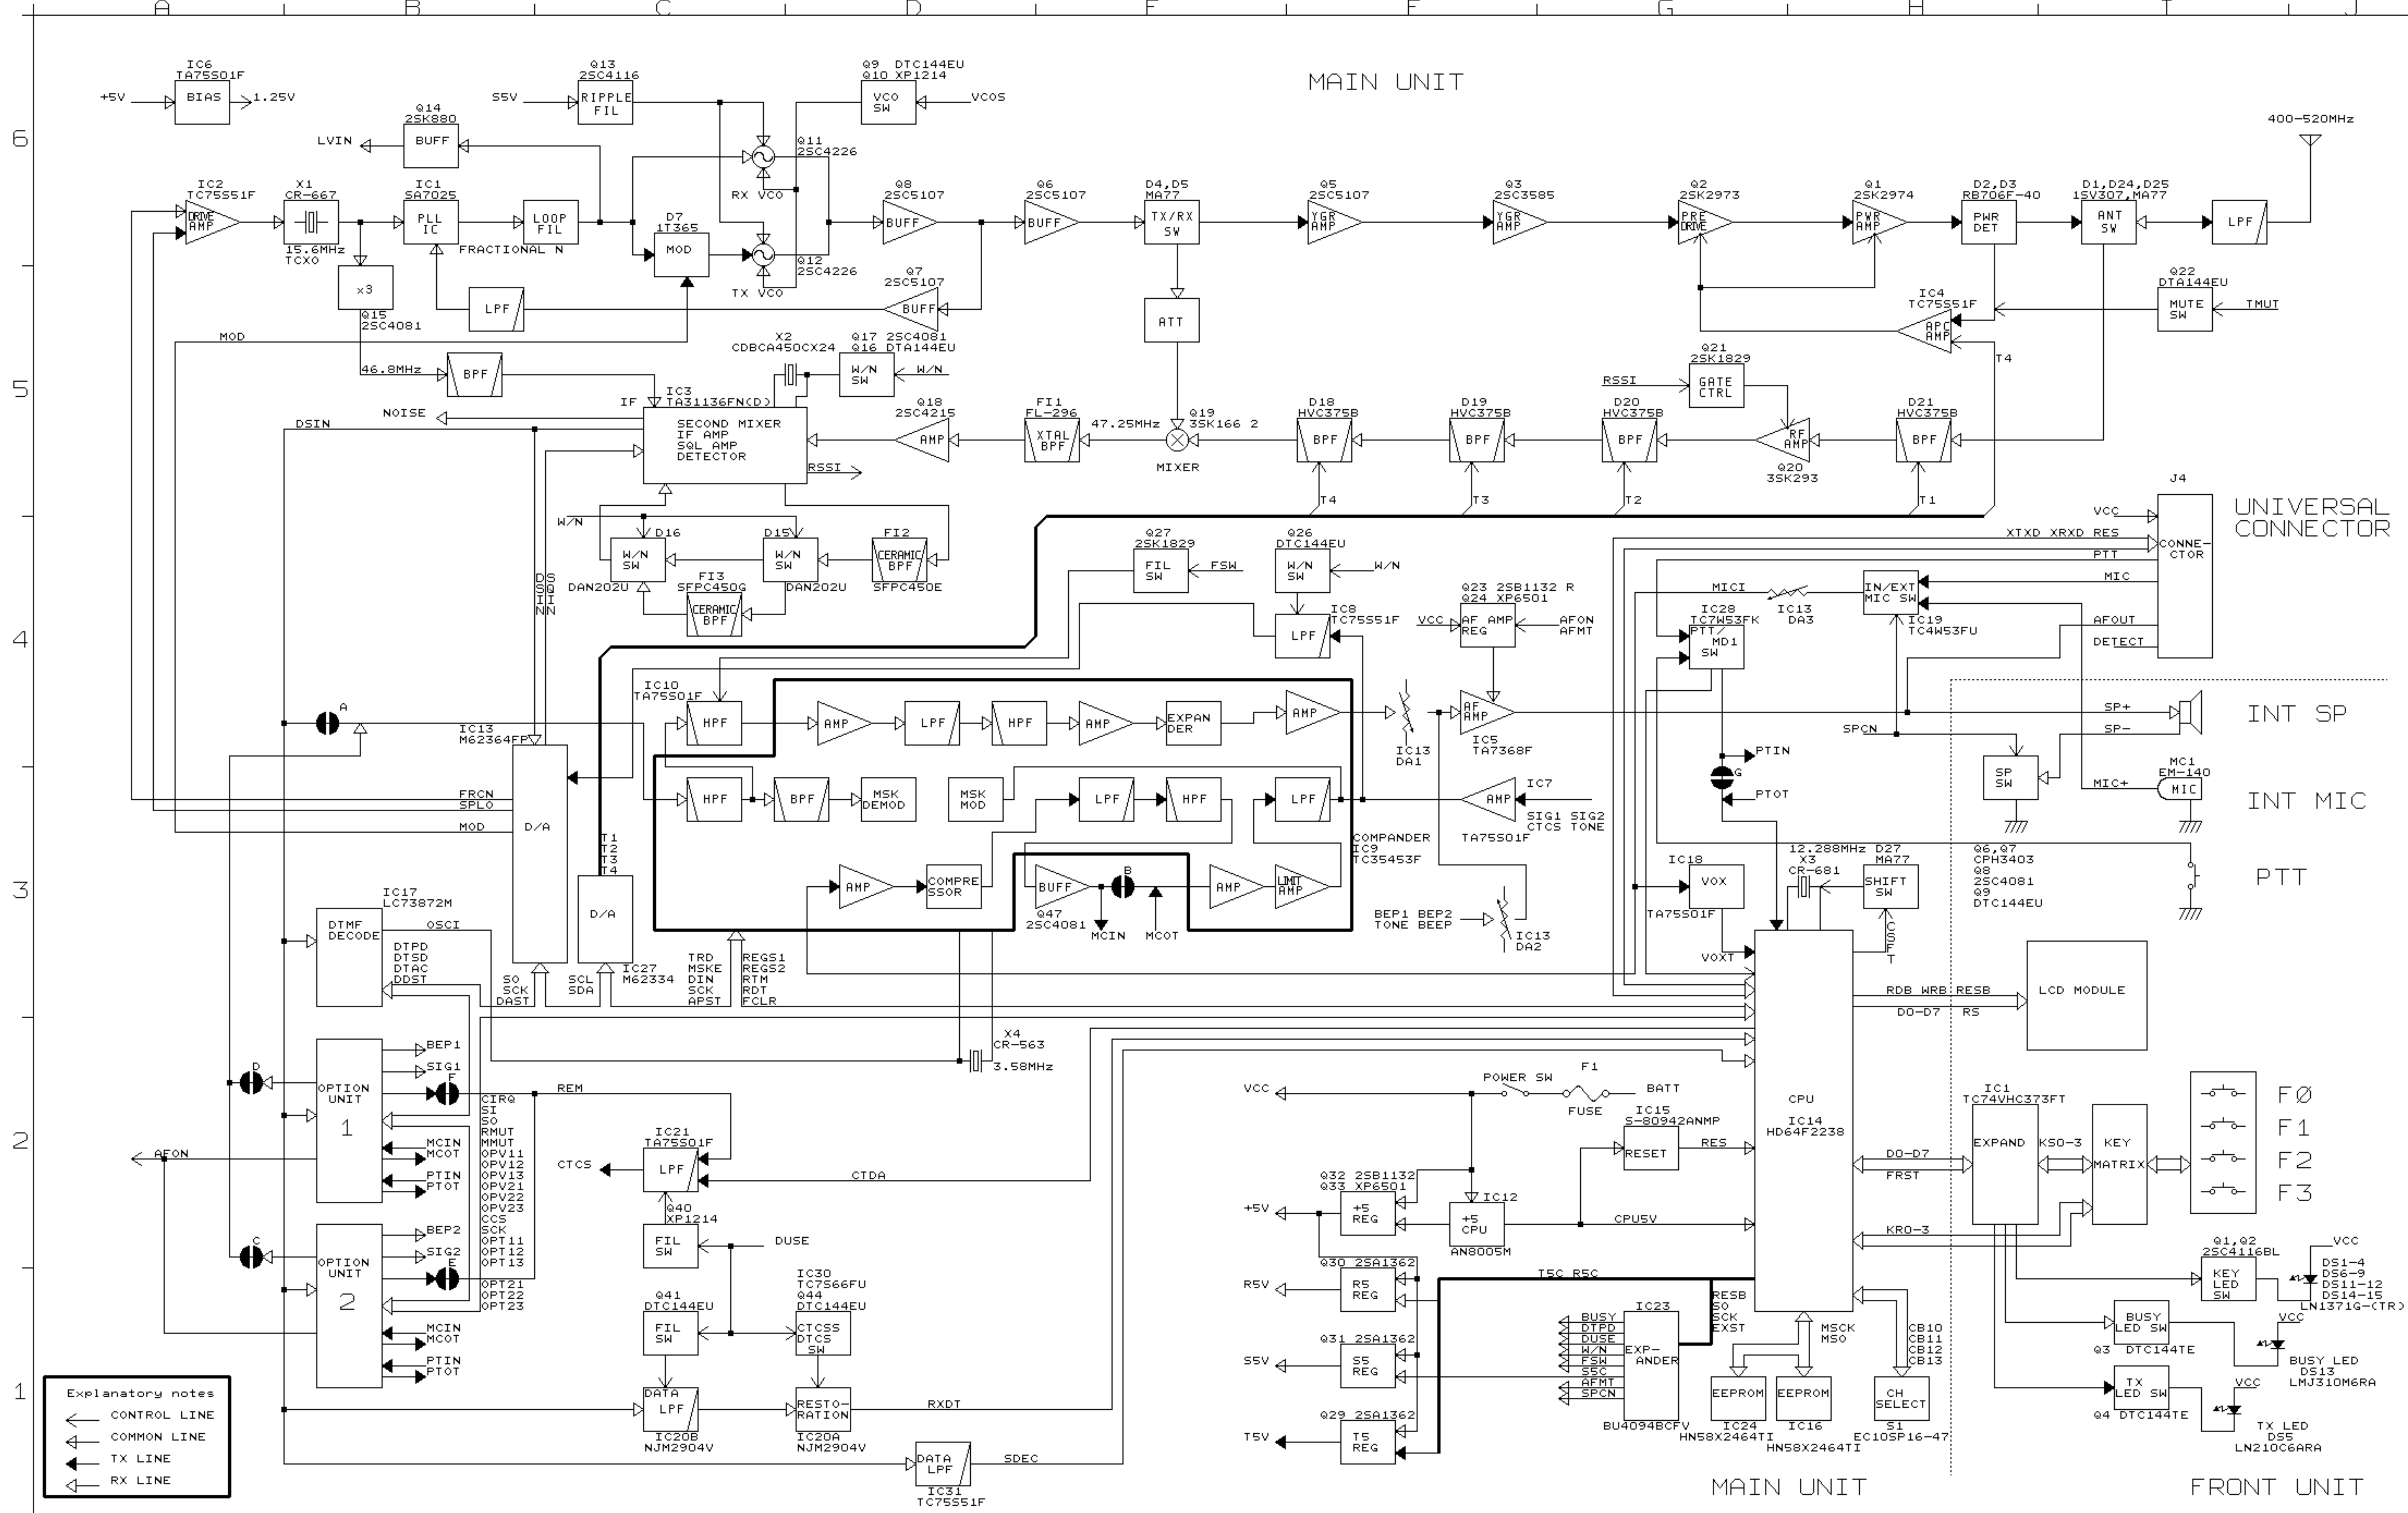 A B C D E F G H I J
6
5
4
3
2
1
MAIN UNIT
IC6
TA75S01F
+5V
BIAS
1.25V
Q13
2SC4116
S5V
RIPPLE
FIL
Q9 DTC144EU
Q10 XP1214
VCO
SW
VCOS
Q14
2SK880
LVIN
BUFF
Q11
2SC4226
RX VCO
400-520MHz
IC2
TC75S51F
DRIVE
AMP
X1
CR-667
15.6MHz
TCXO
IC1
SA7025
PLL
IC
LOOP
FIL
FRACTIONAL N
D7
1T365
MOD
Q12
2SC4226
TX VCO
Q8
2SC5107
BUFF
Q6
2SC5107
BUFF
D4,D5
MA77
TX/RX
SW
Q5
2SC5107
YGR
AMP
Q3
2SC3585
YGR
AMP
Q2
2SK2973
PRE
DRIVE
Q1
2SK2974
PWR
AMP
D2,D3
RB706F-40
PWR
DET
D1,D24,D25
1SV307,MA77
ANT
SW
LPF
x3
Q15
2SC4081
LPF
Q7
2SC5107
BUFF
ATT
IC4
TC75S51F
APC
AMP
Q22
DTA144EU
MUTE
SW
TMUT
MOD
46.8MHz
BPF
X2
CDBCA450CX24
Q17 2SC4081
Q16 DTA144EU
W/N
SW
W/N
Q21
2SK1829
RSSI
GATE
CTRL
T4
IC3
TA31136FN(D)
IF
NOISE
DSIN
SECOND MIXER
IF AMP
SQL AMP
DETECTOR
RSSI
Q18
2SC4215
AMP
FI1
FL-296
XTAL
BPF
47.25MHz
Q19
3SK166 2
MIXER
D18
HVC375B
BPF
T4
D19
HVC375B
BPF
T3
D20
HVC375B
BPF
T2
RF
AMP
Q20
3SK293
D21
HVC375B
BPF
T1
J4
UNIVERSAL
CONNECTOR
VCC
XTXD XRXD RES
PTT
MIC
AFOUT
DETECT
CONNE-
CTOR
W/N
D16
W/N
SW
DAN202U
D15
W/N
SW
DAN202U
FI2
CERAMIC
BPF
SFPC450E
FI3
SFPC450G
CERAMIC
BPF
DSIN
SQIN
Q27
2SK1829
FIL
SW
FSW
Q26
DTC144EU
W/N
SW
W/N
IC8
TC75S51F
LPF
Q23 2SB1132 R
Q24 XP6501
VCC
AF AMP
REG
AFON
AFMT
MICI
IC13
DA3
IN/EXT
MIC SW
IC19
TC4W53FU
IC28
TC7W53FK
PTT/
MD1
SW
A
IC13
M62364FP
IC10
TA75S01F
HPF
AMP
LPF
HPF
AMP
EXPAN
DER
AMP
IC13
DA1
AF
AMP
IC5
TA7368F
SPCN
SP+
SP-
INT SP
SP
SW
MC1
EM-140
MIC+
MIC
INT MIC
PTIN
G
PTOT
FRCN
SPLO
MOD
D/A
T1
T2
T3
T4
HPF
BPF
MSK
DEMOD
MSK
MOD
LPF
HPF
LPF
IC7
AMP
TA75S01F
SIG1 SIG2
CTCS TONE
COMPANDER
IC9
TC35453F
AMP
COMPRE
SSOR
BUFF
Q47
2SC4081
B
MCIN
MCOT
AMP
LIMIT
AMP
BEP1 BEP2
TONE BEEP
IC13
DA2
IC18
VOX
TA75S01F
VOXT
12.288MHz
X3
CR-681
D27
MA77
SHIFT
SW
CSFT
Q6,Q7
CPH3403
Q8
2SC4081
Q9
DTC144EU
PTT
IC17
LC73872M
DTMF
DECODE
OSCI
DTPD
DTSD
DTAC
DDST
SO
SCK
DAST
D/A
SCL
SDA
IC27
M62334
TRD
MSKE
DIN
SCK
APST
REGS1
REGS2
RTM
RDT
FCLR
RDB WRB RESB
D0-D7 RS
LCD MODULE
X4
CR-563
3.58MHz
D
OPTION
UNIT
1
BEP1
SIG1
F
MCIN
MCOT
PTIN
PTOT
AFON
REM
CIRQ
SI
SO
RMUT
MMUT
OPV11
OPV12
OPV13
OPV21
OPV22
OPV23
CCS
SCK
OPT11
OPT12
OPT13
OPT21
OPT22
OPT23
C
OPTION
UNIT
2
BEP2
SIG2
E
MCIN
MCOT
PTIN
PTOT
IC21
TA75S01F
CTCS
LPF
CTDA
Q40
XP1214
FIL
SW
DUSE
Q41
DTC144EU
FIL
SW
IC30
TC7S66FU
Q44
DTC144EU
CTCSS
DTCS
SW
DATA
LPF
IC20B
NJM2904V
RESTO-
RATION
IC20A
NJM2904V
RXDT
DATA
LPF
IC31
TC75S51F
SDEC
VCC
POWER SW
F1
FUSE
BATT
IC15
S-80942ANMP
RESET
RES
CPU
IC14
HD64F2238
Q32 2SB1132
Q33 XP6501
+5V
+5
REG
IC12
+5
CPU
AN8005M
CPU5V
Q30 2SA1362
R5V
R5
REG
T5C R5C
Q31 2SA1362
S5V
S5
REG
Q29 2SA1362
T5V
T5
REG
IC23
BUSY
DTPD
DUSE
W/N
FSW
S5C
AFMT
SPCN
EXP-
ANDER
BU4094BCFV
RESB
SO
SCK
EXST
MSCK
MSO
EEPROM
IC24
HN58X2464TI
EEPROM
IC16
HN58X2464TI
CB10
CB11
CB12
CB13
CH
SELECT
S1
EC10SP16-47
D0-D7
FRST
KR0-3
IC1
TC74VHC373FT
EXPAND
KS0-3
KEY
MATRIX
F0
F1
F2
F3
Q1,Q2
2SC4116BL
KEY
LED
SW
VCC
DS1-4
DS6-9
DS11-12
DS14-15
LN1371G-(TR)
BUSY
LED SW
Q3 DTC144TE
VCC
BUSY LED
DS13
LMJ310M6RA
TX
LED SW
Q4 DTC144TE
VCC
TX LED
DS5
LN210C6ARA
MAIN UNIT
FRONT UNIT
Explanatory notes
CONTROL LINE
COMMON LINE
TX LINE
RX LINE